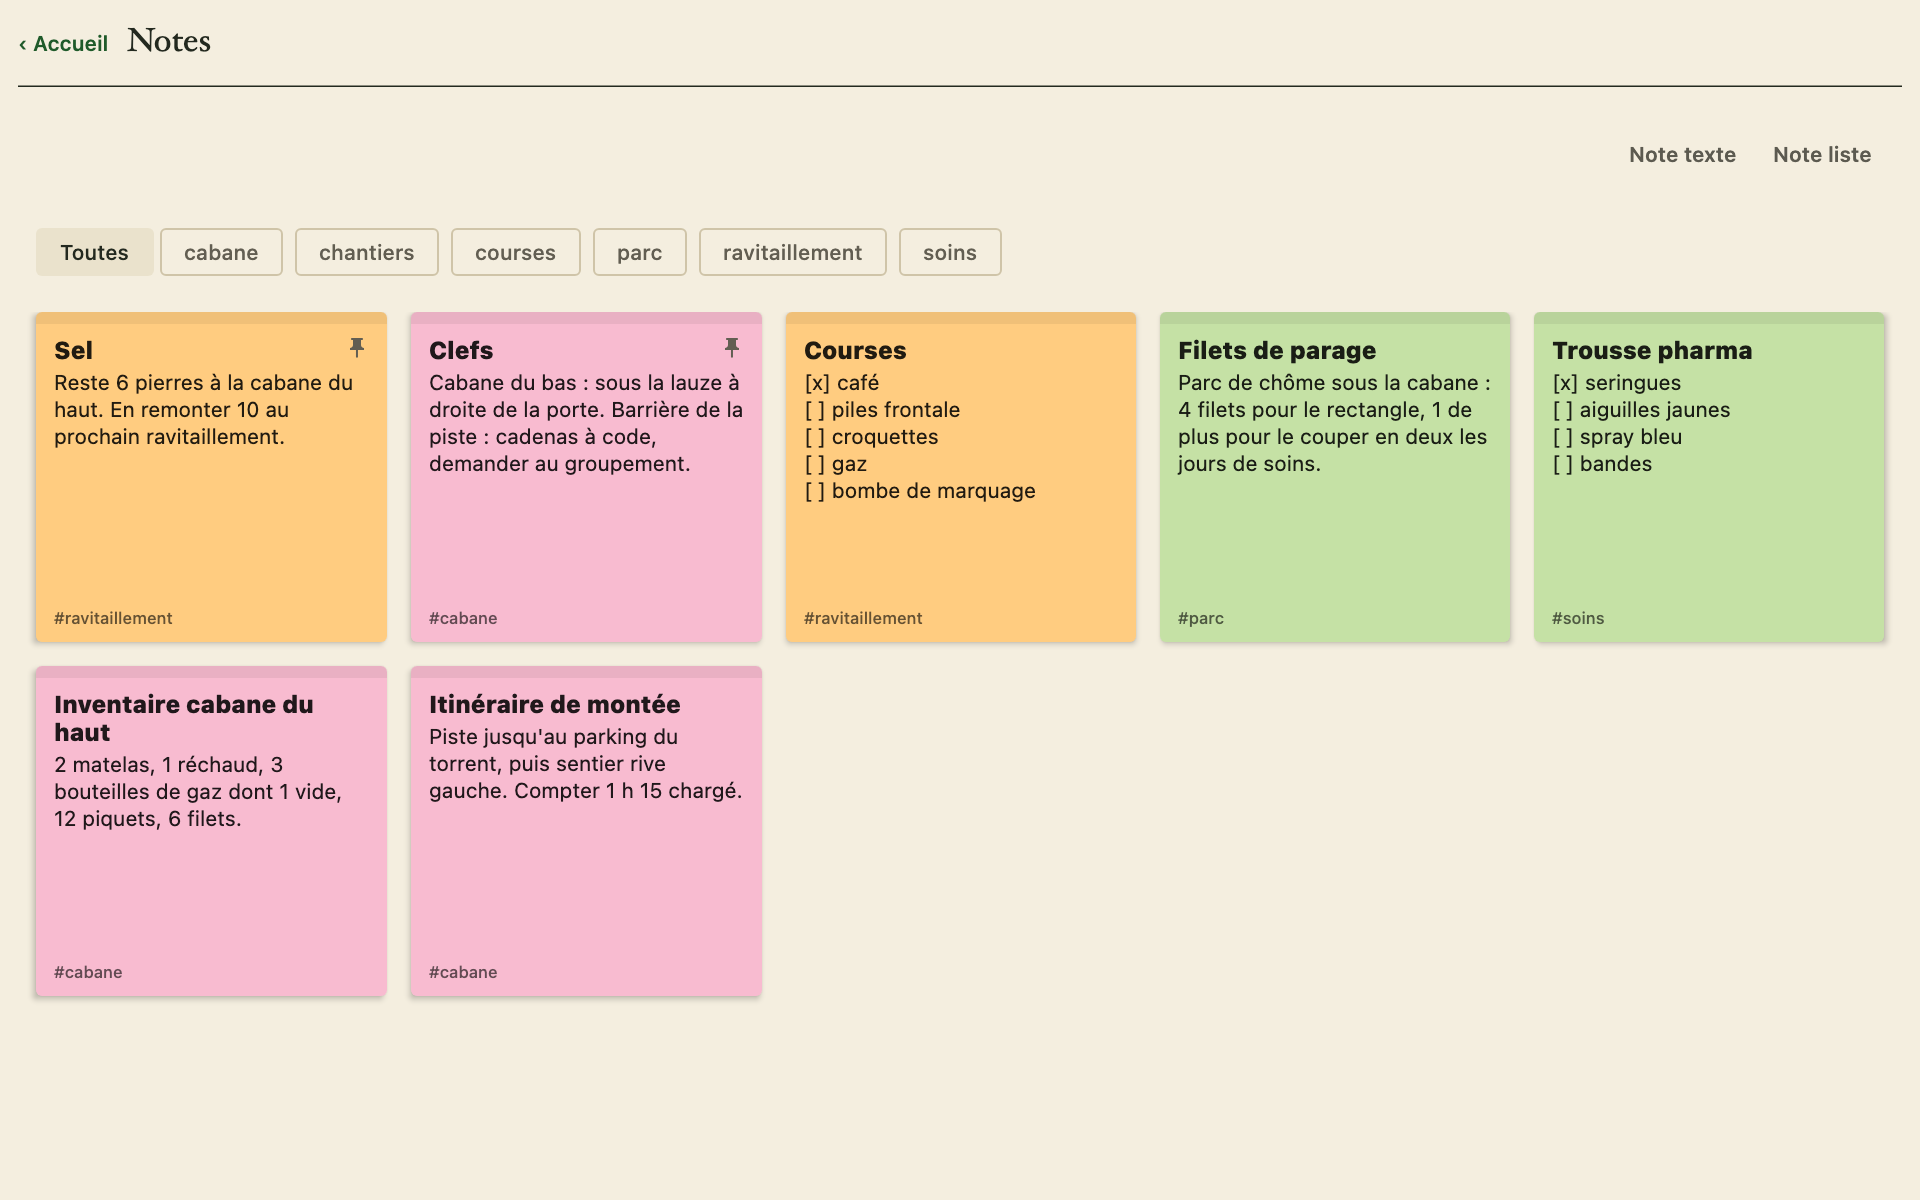 ‹ Accueil Notes
Note texte Note liste
Toutes cabane chantiers courses parc ravitaillement soins
Sel
Reste 6 pierres à la cabane du
haut. En remonter 10 au
prochain ravitaillement.
#ravitaillement
Clefs
Cabane du bas : sous la lauze à
droite de la porte. Barrière de la
piste : cadenas à code,
demander au groupement.
#cabane
Courses
[x] café
[ ] piles frontale
[ ] croquettes
[ ] gaz
[ ] bombe de marquage
#ravitaillement
Filets de parage
Parc de chôme sous la cabane :
4 filets pour le rectangle, 1 de
plus pour le couper en deux les
jours de soins.
#parc
Trousse pharma
[x] seringues
[ ] aiguilles jaunes
[ ] spray bleu
[ ] bandes
#soins
Inventaire cabane du
haut
2 matelas, 1 réchaud, 3
bouteilles de gaz dont 1 vide,
12 piquets, 6 filets.
#cabane
Itinéraire de montée
Piste jusqu'au parking du
torrent, puis sentier rive
gauche. Compter 1 h 15 chargé.
#cabane